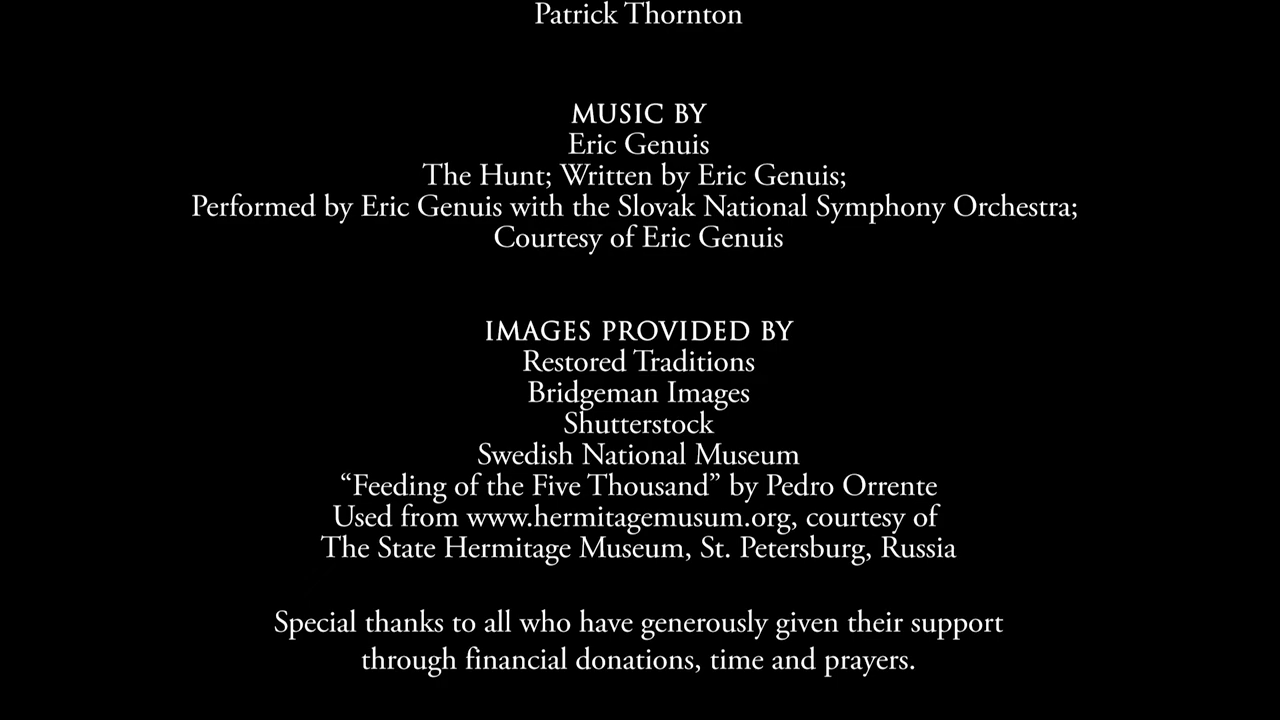 Patrick Thornton
MUSIC BY
Eric Genuis
The Hunt; Written by Eric Genuis;
Performed by Eric Genuis with the Slovak National Symphony Orchestra;
Courtesy of Eric Genuis
IMAGES PROVIDED BY
Restored Traditions
Bridgeman Images
Shutterstock
Swedish National Museum
“Feeding of the Five Thousand” by Pedro Orrente
Used from www.hermitagemusum.org, courtesy of
The State Hermitage Museum, St. Petersburg, Russia
Special thanks to all who have generously given their support
through financial donations, time and prayers.